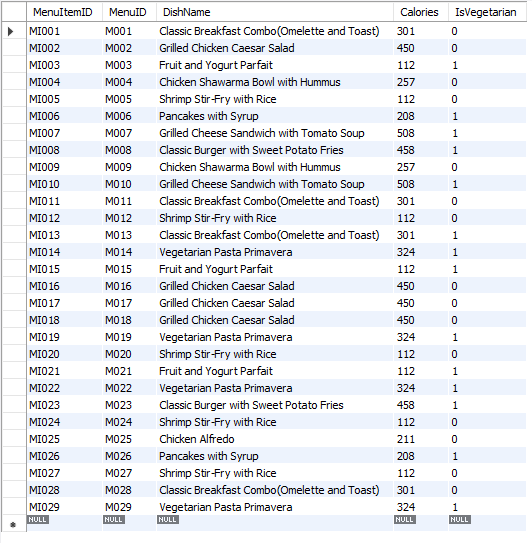 MenuItemID MenuID DishName Calories IsVegetarian
MI001 M001 Classic Breakfast Combo(Omelette and Toast) 301 0
MI002 M002 Grilled Chicken Caesar Salad 450 0
MI003 M003 Fruit and Yogurt Parfait 112 1
MI004 M004 Chicken Shawarma Bowl with Hummus 257 0
MI005 M005 Shrimp Stir-Fry with Rice 112 0
MI006 M006 Pancakes with Syrup 208 1
MI007 M007 Grilled Cheese Sandwich with Tomato Soup 508 1
MI008 M008 Classic Burger with Sweet Potato Fries 458 1
MI009 M009 Chicken Shawarma Bowl with Hummus 257 0
MI010 M010 Grilled Cheese Sandwich with Tomato Soup 508 1
MI011 M011 Classic Breakfast Combo(Omelette and Toast) 301 0
MI012 M012 Shrimp Stir-Fry with Rice 112 0
MI013 M013 Classic Breakfast Combo(Omelette and Toast) 301 1
MI014 M014 Vegetarian Pasta Primavera 324 1
MI015 M015 Fruit and Yogurt Parfait 112 1
MI016 M016 Grilled Chicken Caesar Salad 450 0
MI017 M017 Grilled Chicken Caesar Salad 450 0
MI018 M018 Grilled Chicken Caesar Salad 450 0
MI019 M019 Vegetarian Pasta Primavera 324 1
MI020 M020 Shrimp Stir-Fry with Rice 112 0
MI021 M021 Fruit and Yogurt Parfait 112 1
MI022 M022 Vegetarian Pasta Primavera 324 1
MI023 M023 Classic Burger with Sweet Potato Fries 458 1
MI024 M024 Shrimp Stir-Fry with Rice 112 0
MI025 M025 Chicken Alfredo 211 0
MI026 M026 Pancakes with Syrup 208 1
MI027 M027 Shrimp Stir-Fry with Rice 112 0
MI028 M028 Classic Breakfast Combo(Omelette and Toast) 301 0
MI029 M029 Vegetarian Pasta Primavera 324 1
NULL NULL NULL NULL NULL